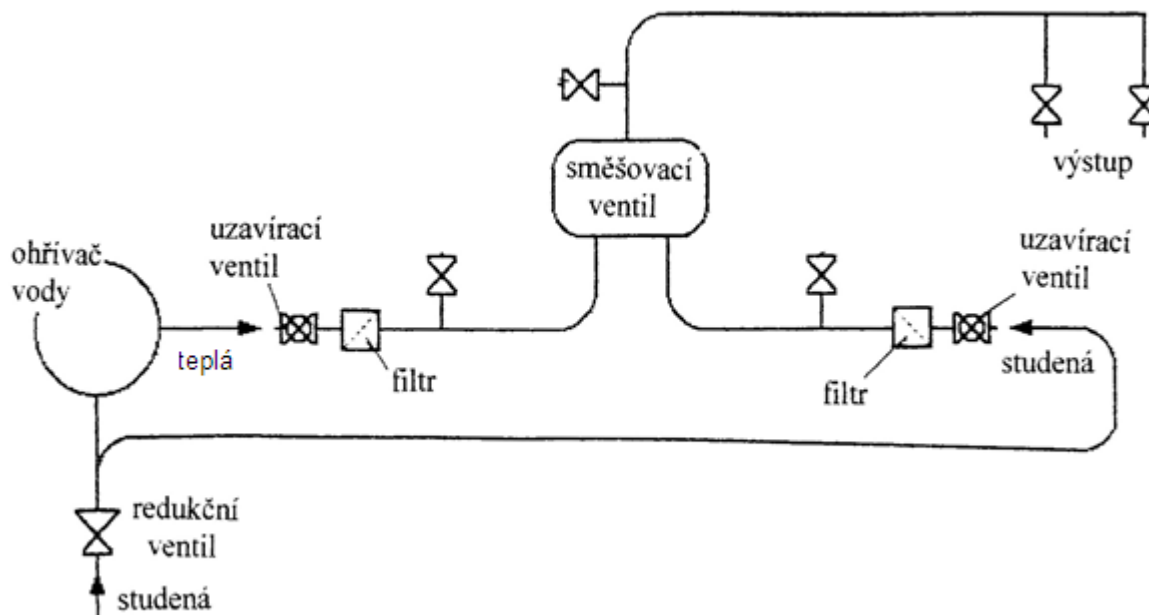 směšovací
ventil
výstup
uzavírací
ventil
uzavírací
ventil
ohřívač
vody
teplá
filtr
filtr
studená
redukční
ventil
studená